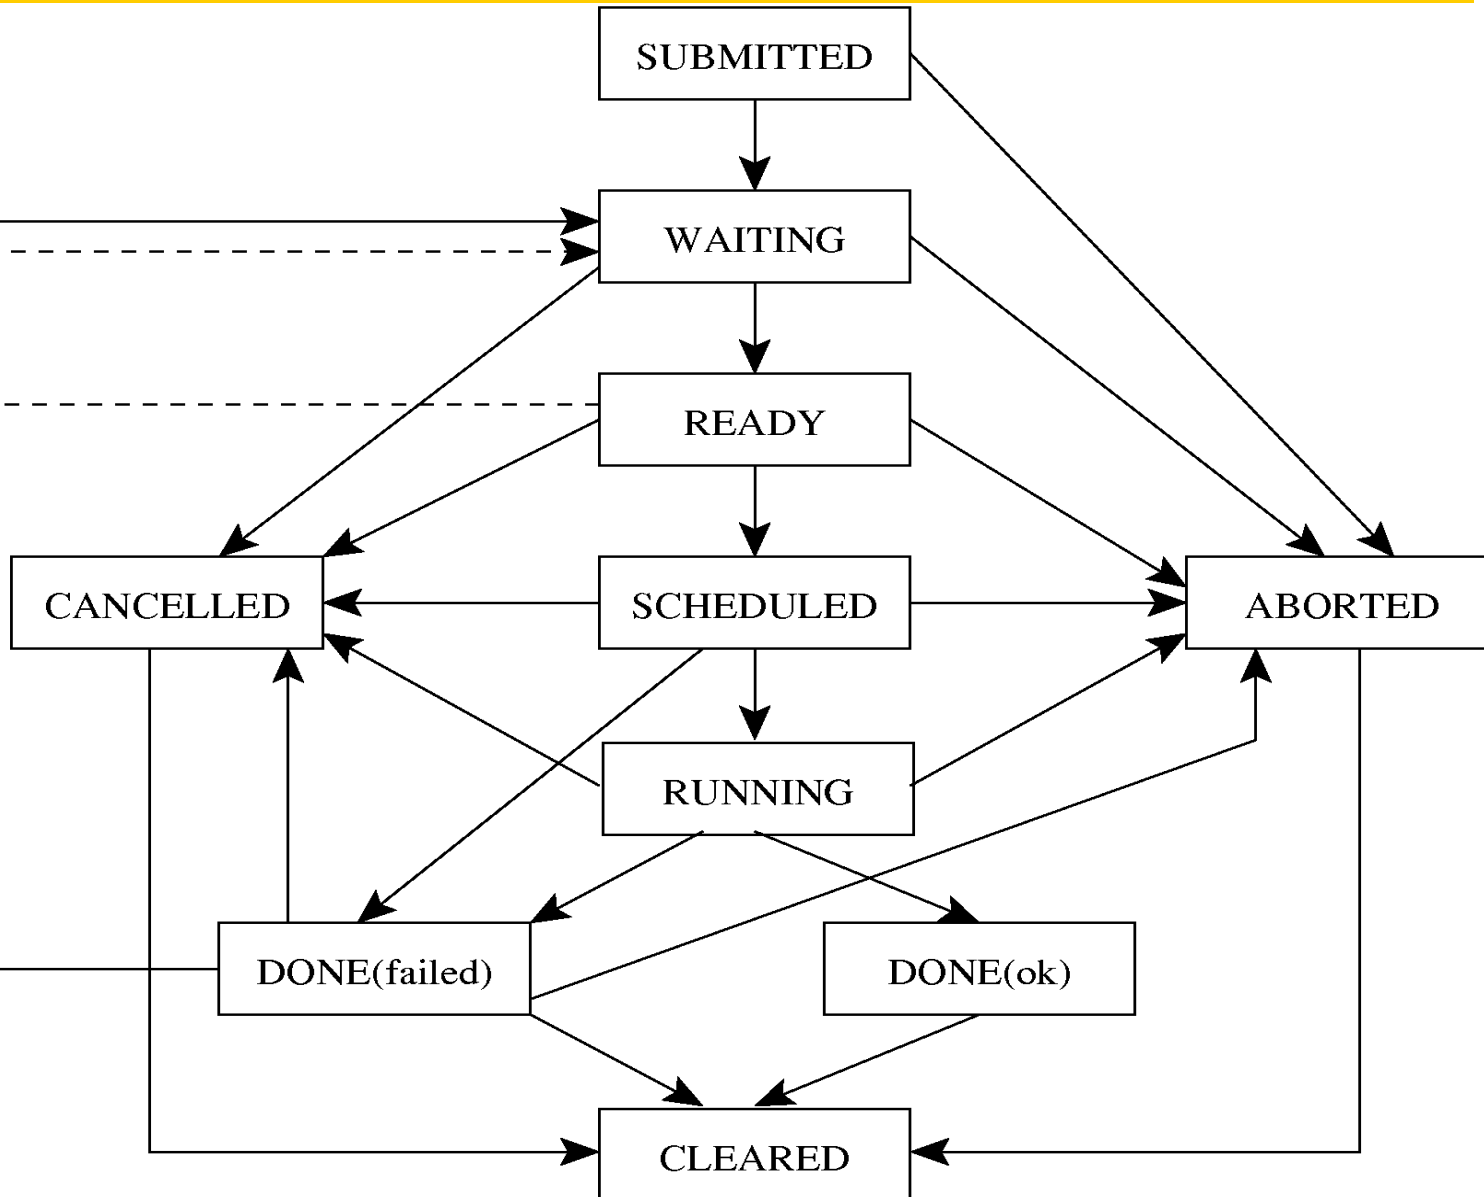 SUBMITTED
WAITING
READY
CANCELLED
SCHEDULED
ABORTED
RUNNING
DONE(failed)
DONE(ok)
CLEARED